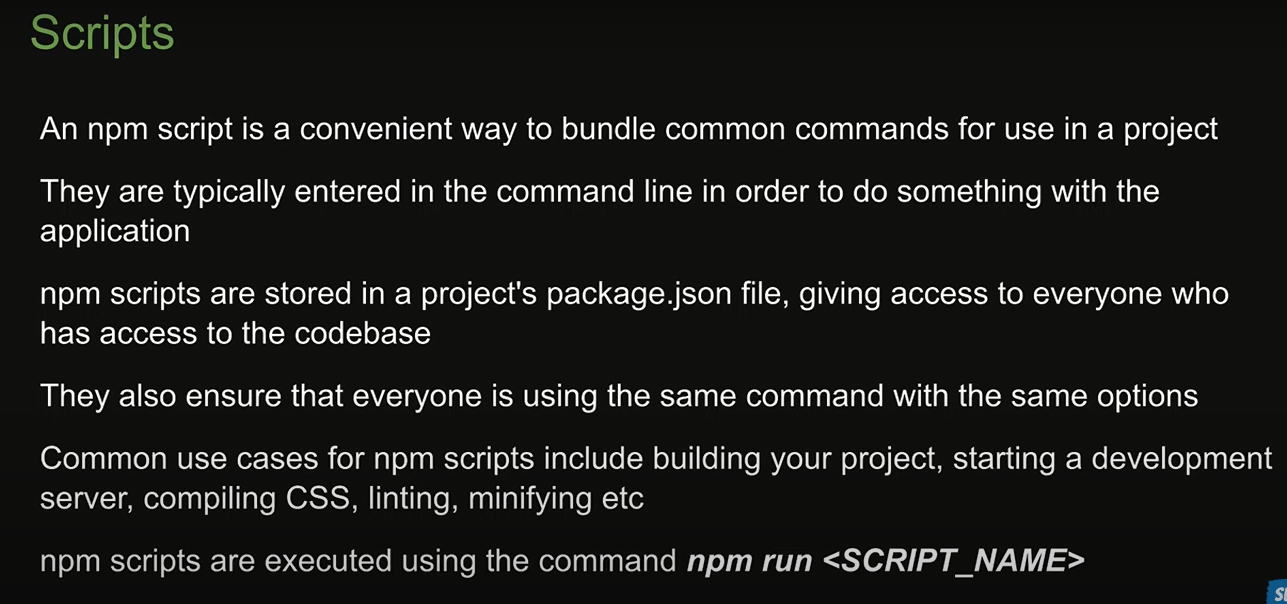 Scripts
An npm script is a convenient way to bundle common commands for use in a project
They are typically entered in the command line in order to do something with the
application
npm scripts are stored in a project's package.json file, giving access to everyone who
has access to the codebase
They also ensure that everyone is using the same command with the same options
Common use cases for npm scripts include building your project, starting a development
server, compiling CSS, linting, minifying etc
npm scripts are executed using the command npm run <SCRIPT_NAME>